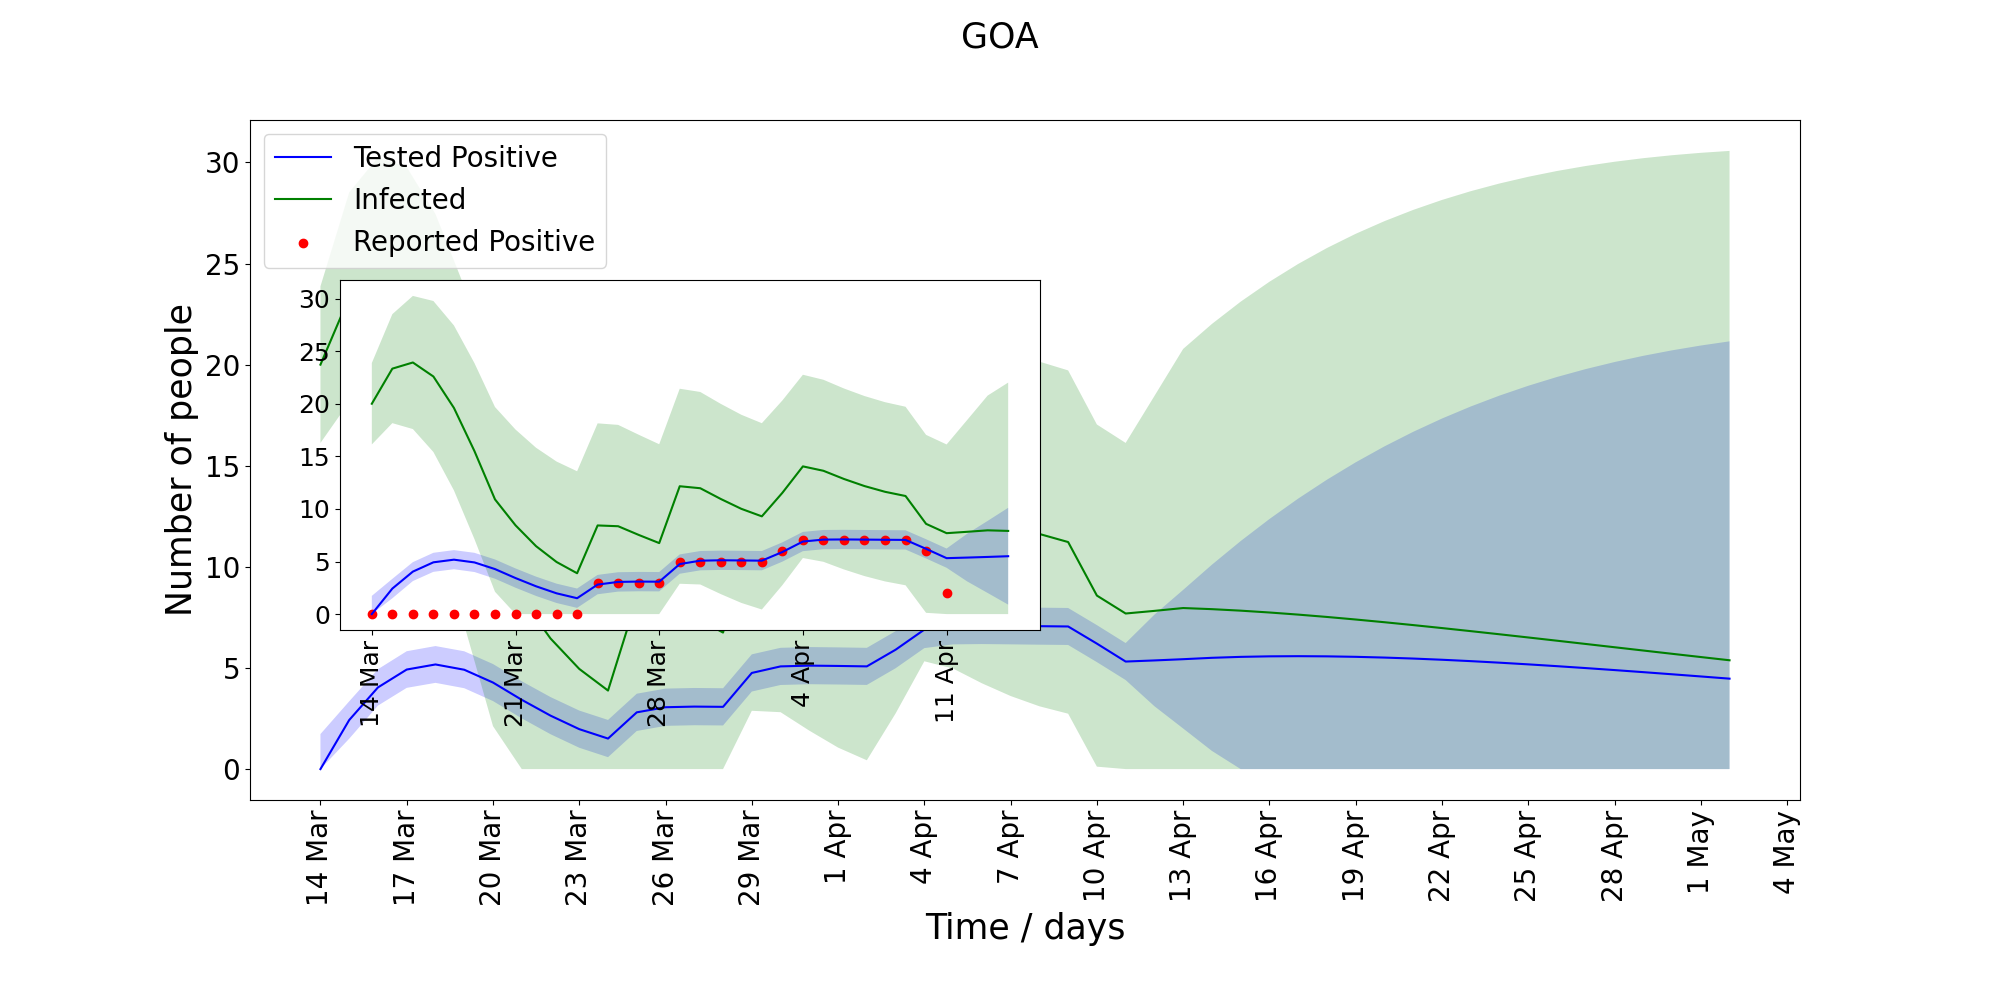 GOA
Tested Positive
Infected
Reported Positive
Number of people
30
25
20
15
10
5
0
30
25
20
15
10
5
0
14 Mar
21 Mar
28 Mar
4 Apr
11 Apr
14 Mar
17 Mar
20 Mar
23 Mar
26 Mar
29 Mar
1 Apr
4 Apr
7 Apr
10 Apr
13 Apr
16 Apr
19 Apr
22 Apr
25 Apr
28 Apr
1 May
4 May
Time / days